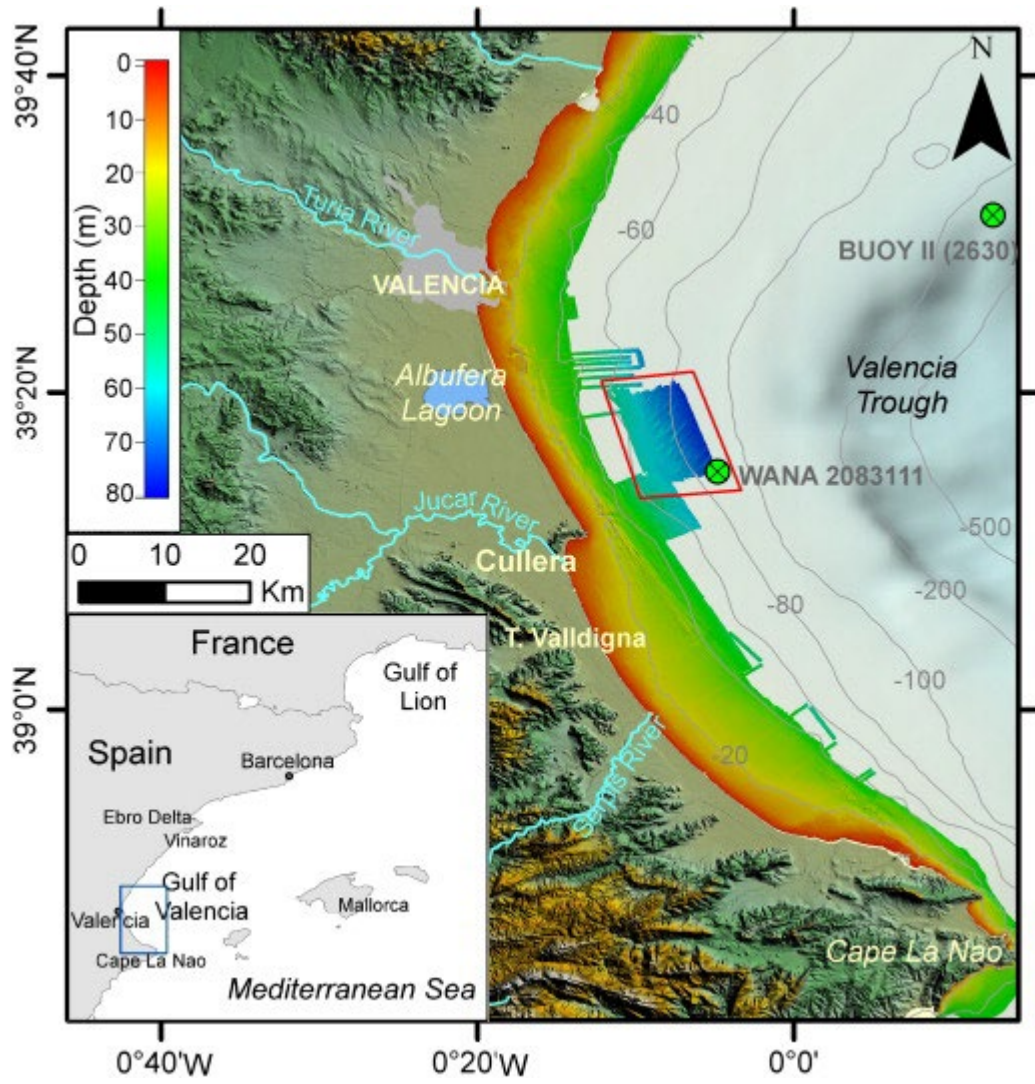 N
39°40'N
39°20'N
39°0'N
0
10
20
30
40
50
60
70
80
Depth (m)
-40
-60
Turia River
VALENCIA
BUOY II (2630)
Albufera
Lagoon
Valencia
Trough
WANA 2083111
Jucar River
-500
Cullera
-200
-80
T. Valldigna
-100
-20
Serpis River
Cape La Nao
0 10 20
Km
France
Gulf of
Lion
Spain
Barcelona
Ebro Delta
Vinaroz
Gulf of
Valencia
Valencia
Mallorca
Cape La Nao
Mediterranean Sea
0°40'W
0°20'W
0°0'